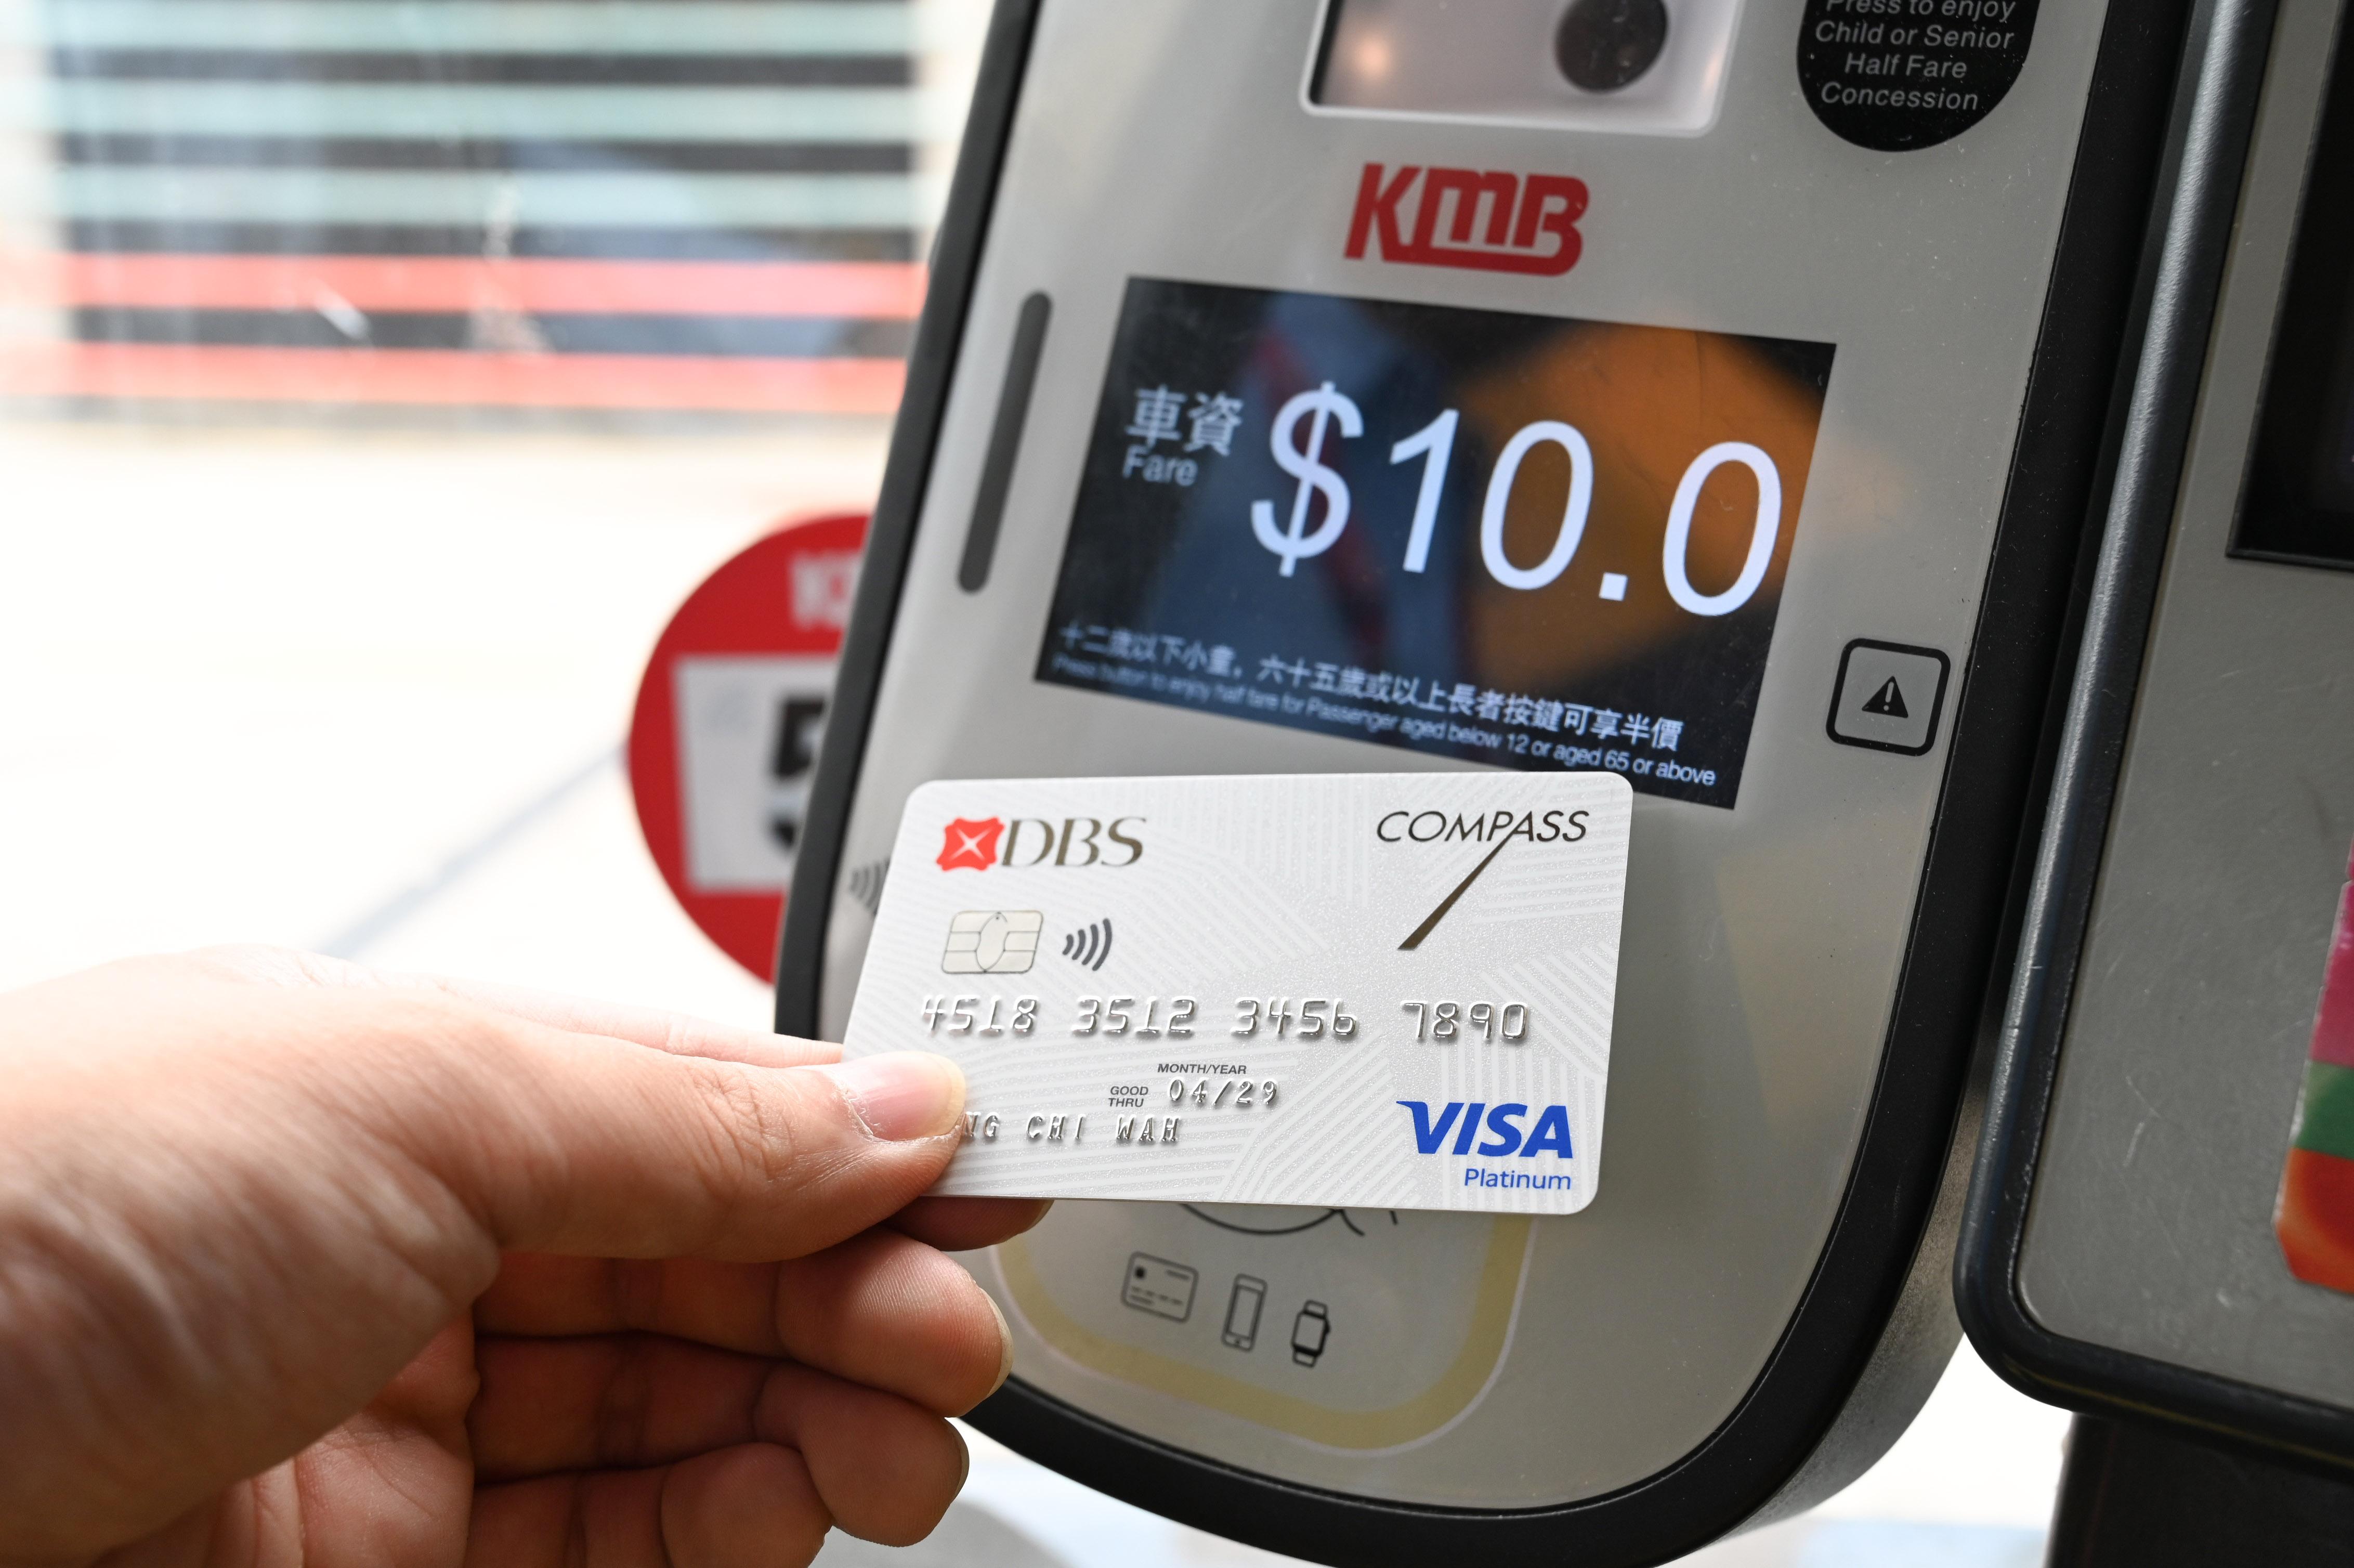 Press to enjoy
Child or Senior
Half Fare
Concession
KMB
車資
Fare
$10.0
十二歲以下小童，六十五歲或以上長者按鍵可享半價
Press button to enjoy half fare for Passenger aged below 12 or aged 65 or above
DBS
COMPASS
4518 3512 3456 7890
MONTH/YEAR
GOOD THRU 04/29
NG CHI WAH
VISA
Platinum